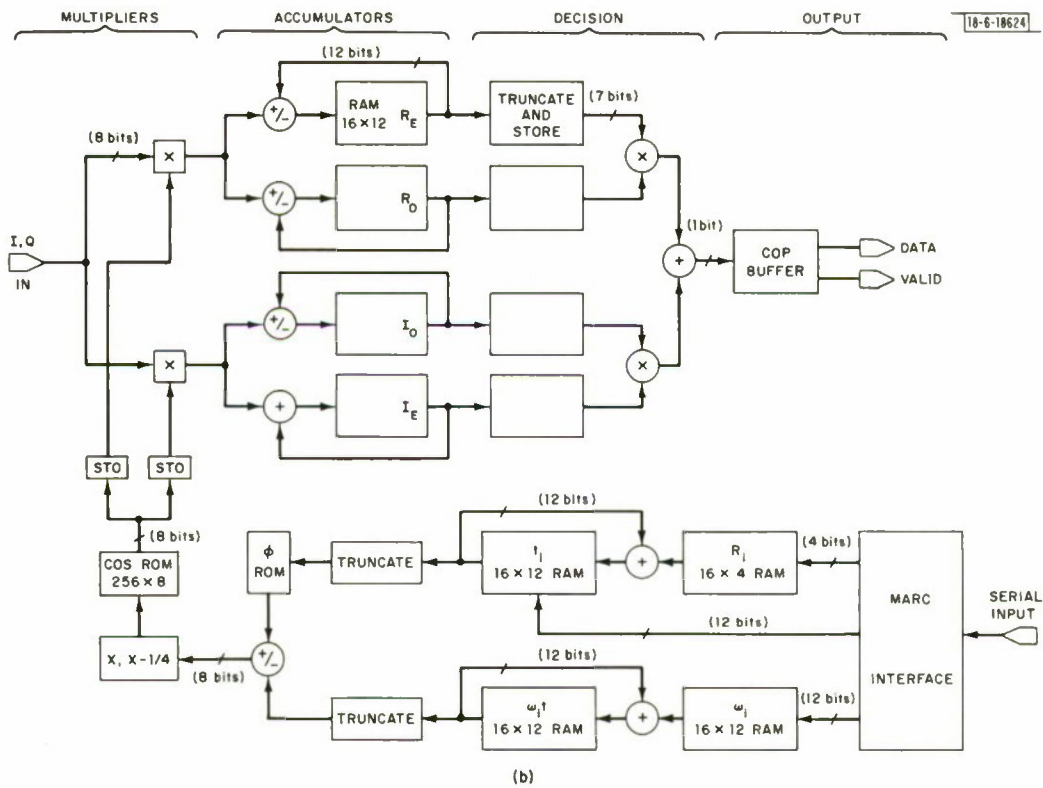 MULTIPLIERS
ACCUMULATORS
DECISION
OUTPUT
18-6-18624
(12 bits)
+/−
RAM
16×12
R_E
TRUNCATE
AND
STORE
(7 bits)
(8 bits)
×
×
+/−
R_O
(1 bit)
I,Q
IN
+
COP
BUFFER
DATA
VALID
+/−
I_O
×
×
+
I_E
STO
STO
(8 bits)
COS ROM
256×8
X, X−1/4
(8 bits)
ϕ
ROM
+/−
TRUNCATE
(12 bits)
t_i
16×12 RAM
+
R_i
16×4 RAM
(4 bits)
MARC
INTERFACE
SERIAL
INPUT
(12 bits)
(12 bits)
TRUNCATE
ω_i t
16×12 RAM
+
ω_i
16×12 RAM
(12 bits)
(b)